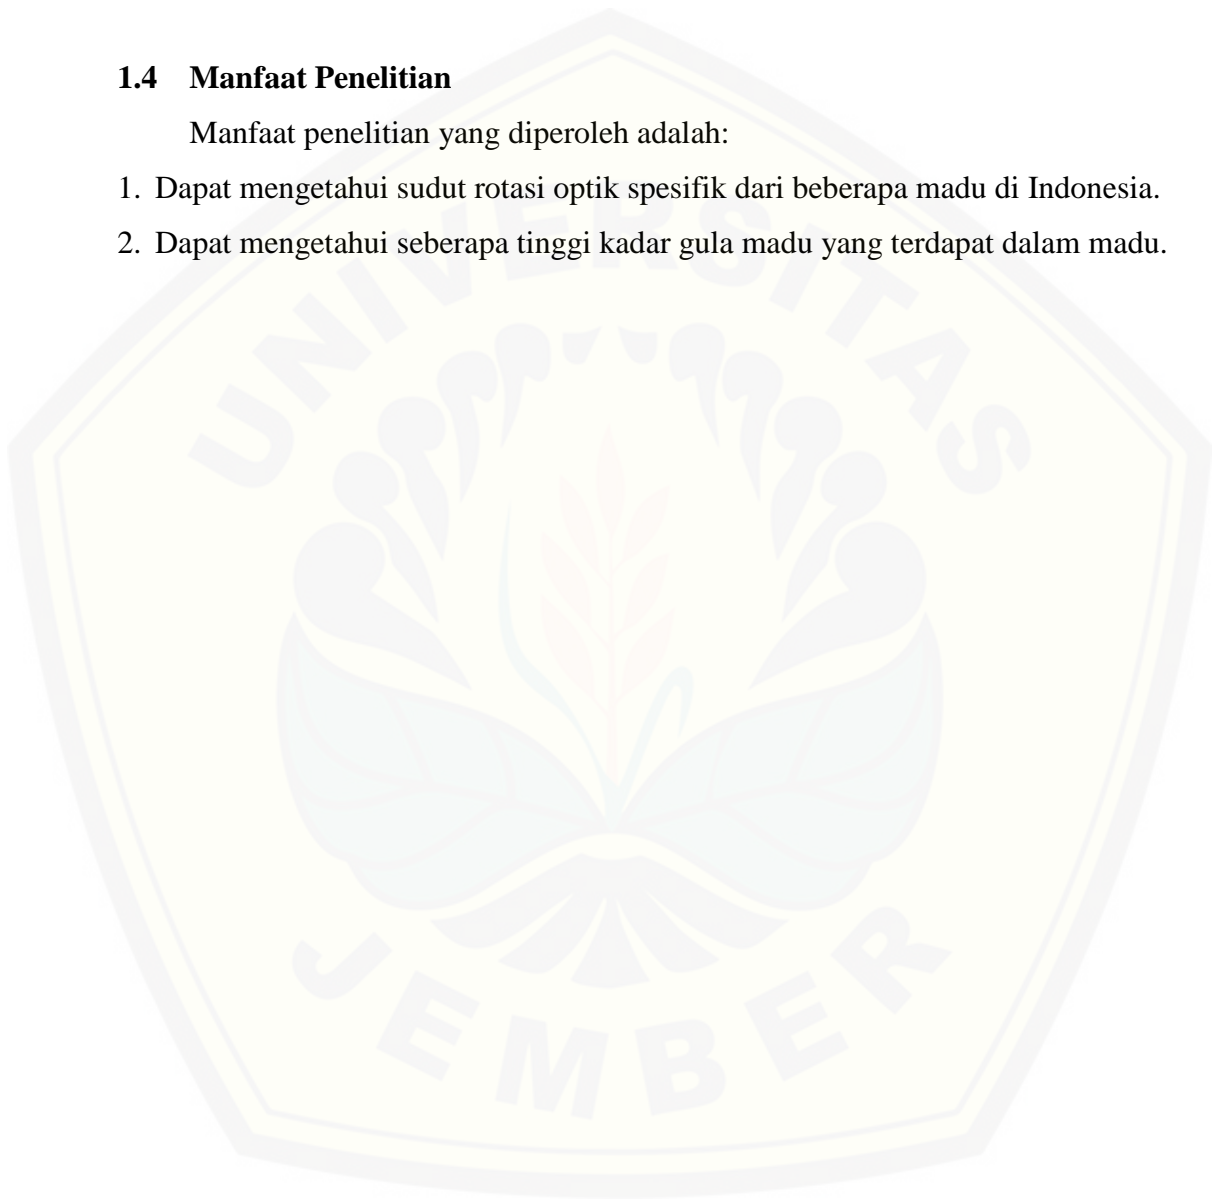 1.4 Manfaat Penelitian
Manfaat penelitian yang diperoleh adalah:
1. Dapat mengetahui sudut rotasi optik spesifik dari beberapa madu di Indonesia.
2. Dapat mengetahui seberapa tinggi kadar gula madu yang terdapat dalam madu.
UNIVERSITAS
JEMBER